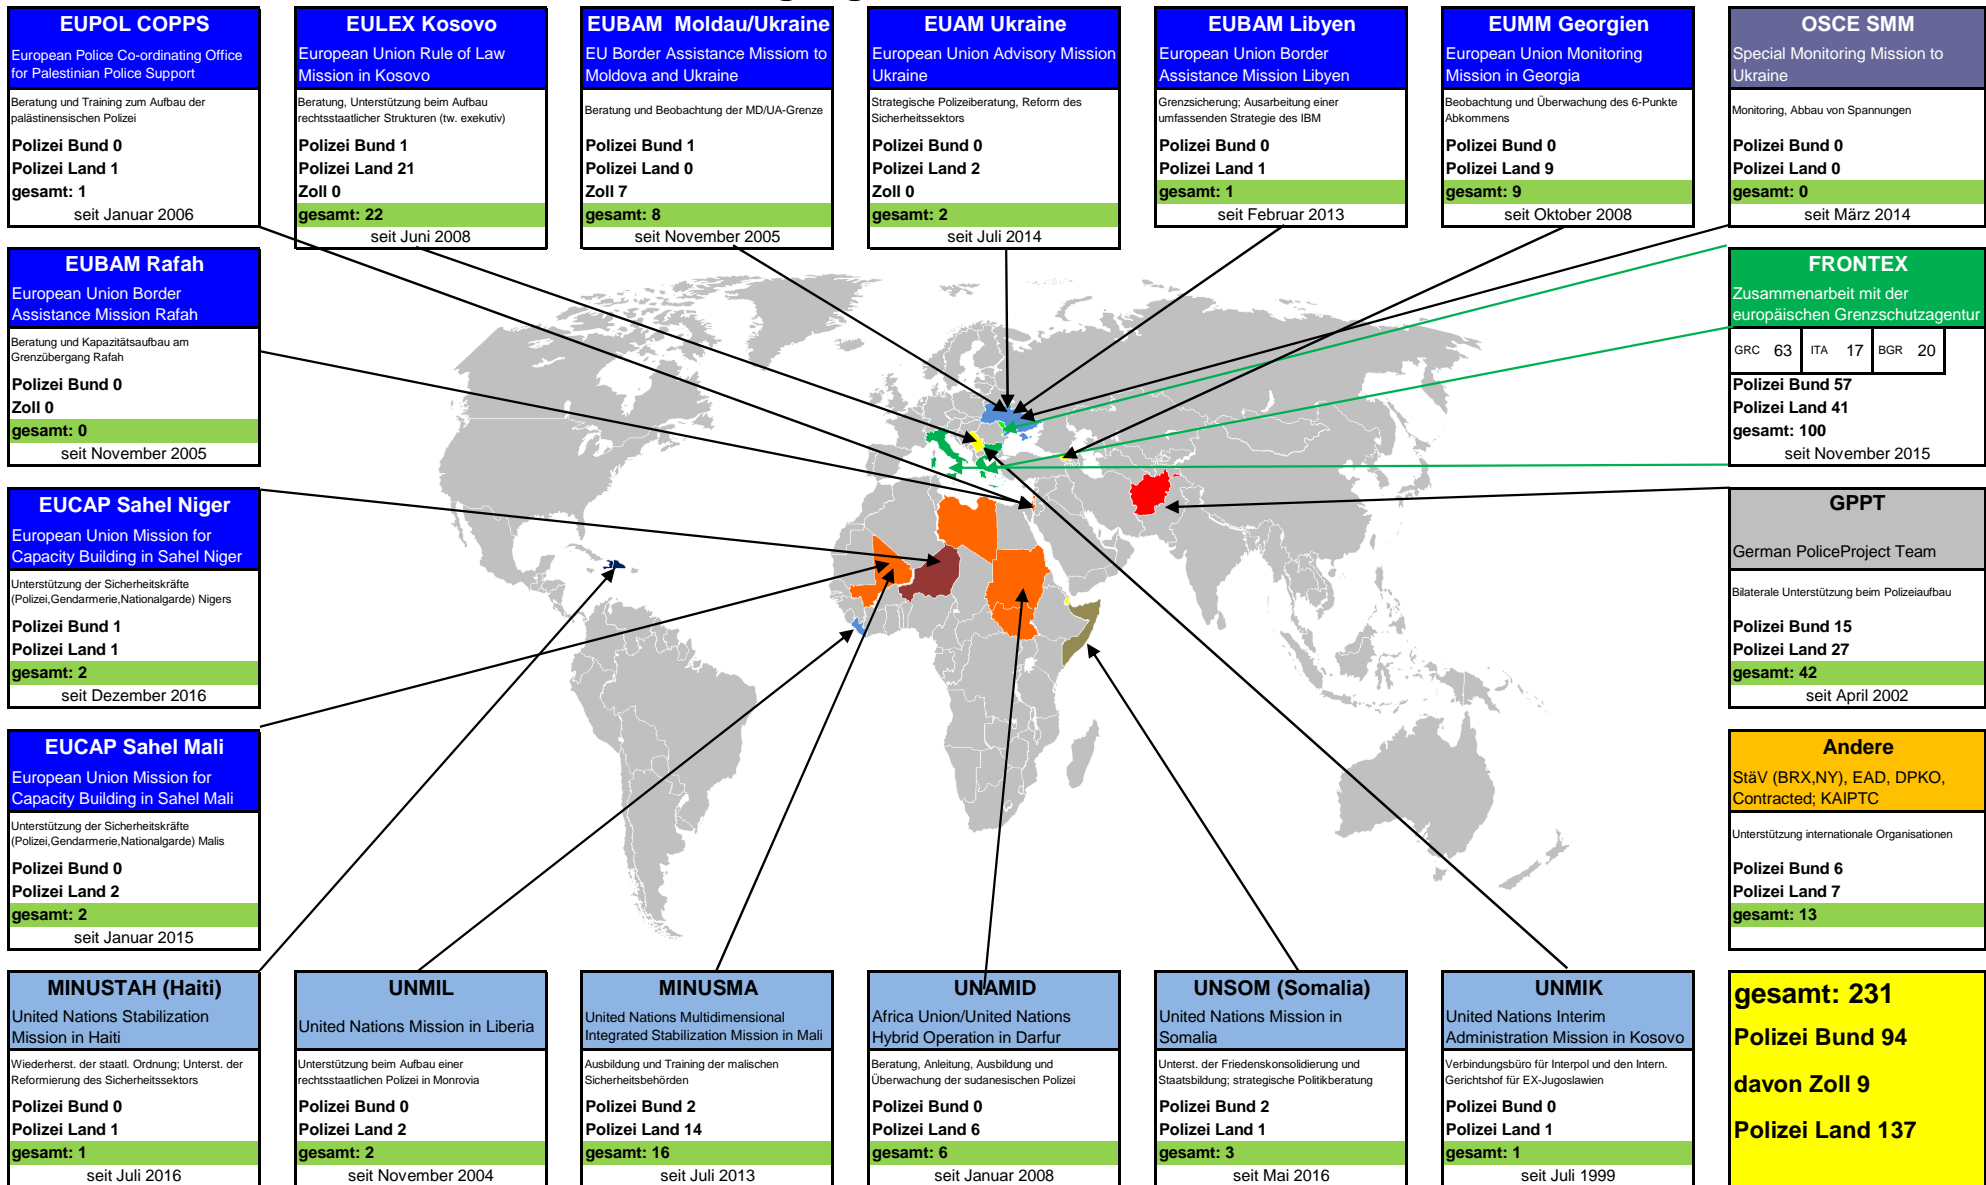 EUPOL COPPS
European Police Co-ordinating Office
for Palestinian Police Support
Beratung und Training zum Aufbau der
palästinensischen Polizei
Polizei Bund 0
Polizei Land 1
gesamt: 1
seit Januar 2006
EULEX Kosovo
European Union Rule of Law
Mission in Kosovo
Beratung, Unterstützung beim Aufbau
rechtsstaatlicher Strukturen (tw. exekutiv)
Polizei Bund 1
Polizei Land 21
Zoll 0
gesamt: 22
seit Juni 2008
EUBAM Moldau/Ukraine
EU Border Assistance Missiom to
Moldova and Ukraine
Beratung und Beobachtung der MD/UA-Grenze
Polizei Bund 1
Polizei Land 0
Zoll 7
gesamt: 8
seit November 2005
EUAM Ukraine
European Union Advisory Mission
Ukraine
Strategische Polizeiberatung, Reform des
Sicherheitssektors
Polizei Bund 0
Polizei Land 2
Zoll 0
gesamt: 2
seit Juli 2014
EUBAM Libyen
European Union Border
Assistance Mission Libyen
Grenzsicherung; Ausarbeitung einer
umfassenden Strategie des IBM
Polizei Bund 0
Polizei Land 1
gesamt: 1
seit Februar 2013
EUMM Georgien
European Union Monitoring
Mission in Georgia
Beobachtung und Überwachung des 6-Punkte
Abkommens
Polizei Bund 0
Polizei Land 9
gesamt: 9
seit Oktober 2008
OSCE SMM
Special Monitoring Mission to
Ukraine
Monitoring, Abbau von Spannungen
Polizei Bund 0
Polizei Land 0
gesamt: 0
seit März 2014
EUBAM Rafah
European Union Border
Assistance Mission Rafah
Beratung und Kapazitätsaufbau am
Grenzübergang Rafah
Polizei Bund 0
Zoll 0
gesamt: 0
seit November 2005
FRONTEX
Zusammenarbeit mit der
europäischen Grenzschutzagentur
GRC 63 ITA 17 BGR 20
Polizei Bund 57
Polizei Land 41
gesamt: 100
seit November 2015
EUCAP Sahel Niger
European Union Mission for
Capacity Building in Sahel Niger
Unterstützung der Sicherheitskräfte
(Polizei,Gendarmerie,Nationalgarde) Nigers
Polizei Bund 1
Polizei Land 1
gesamt: 2
seit Dezember 2016
GPPT
German PoliceProject Team
Bilaterale Unterstützung beim Polizeiaufbau
Polizei Bund 15
Polizei Land 27
gesamt: 42
seit April 2002
EUCAP Sahel Mali
European Union Mission for
Capacity Building in Sahel Mali
Unterstützung der Sicherheitskräfte
(Polizei,Gendarmerie,Nationalgarde) Malis
Polizei Bund 0
Polizei Land 2
gesamt: 2
seit Januar 2015
Andere
StäV (BRX,NY), EAD, DPKO,
Contracted; KAIPTC
Unterstützung internationale Organisationen
Polizei Bund 6
Polizei Land 7
gesamt: 13
MINUSTAH (Haiti)
United Nations Stabilization
Mission in Haiti
Wiederherst. der staatl. Ordnung; Unterst. der
Reformierung des Sicherheitssektors
Polizei Bund 0
Polizei Land 1
gesamt: 1
seit Juli 2016
UNMIL
United Nations Mission in Liberia
Unterstützung beim Aufbau einer
rechtsstaatlichen Polizei in Monrovia
Polizei Bund 0
Polizei Land 2
gesamt: 2
seit November 2004
MINUSMA
United Nations Multidimensional
Integrated Stabilization Mission in Mali
Ausbildung und Training der malischen
Sicherheitsbehörden
Polizei Bund 2
Polizei Land 14
gesamt: 16
seit Juli 2013
UNAMID
Africa Union/United Nations
Hybrid Operation in Darfur
Beratung, Anleitung, Ausbildung und
Überwachung der sudanesischen Polizei
Polizei Bund 0
Polizei Land 6
gesamt: 6
seit Januar 2008
UNSOM (Somalia)
United Nations Mission in
Somalia
Unterst. der Friedenskonsolidierung und
Staatsbildung; strategische Politikberatung
Polizei Bund 2
Polizei Land 1
gesamt: 3
seit Mai 2016
UNMIK
United Nations Interim
Administration Mission in Kosovo
Verbindungsbüro für Interpol und den Intern.
Gerichtshof für EX-Jugoslawien
Polizei Bund 0
Polizei Land 1
gesamt: 1
seit Juli 1999
gesamt: 231
Polizei Bund 94
davon Zoll 9
Polizei Land 137